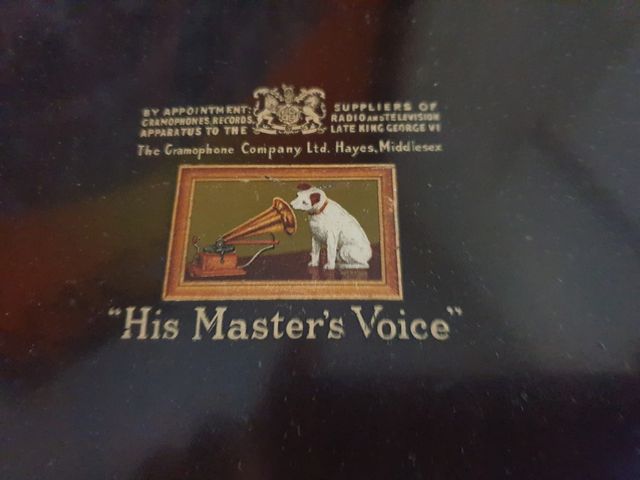 BY APPOINTMENT: SUPPLIERS OF
GRAMOPHONES, RECORDS, RADIO AND TELEVISION
APPARATUS TO THE LATE KING GEORGE VI
The Gramophone Company Ltd. Hayes, Middlesex
"His Master's Voice"